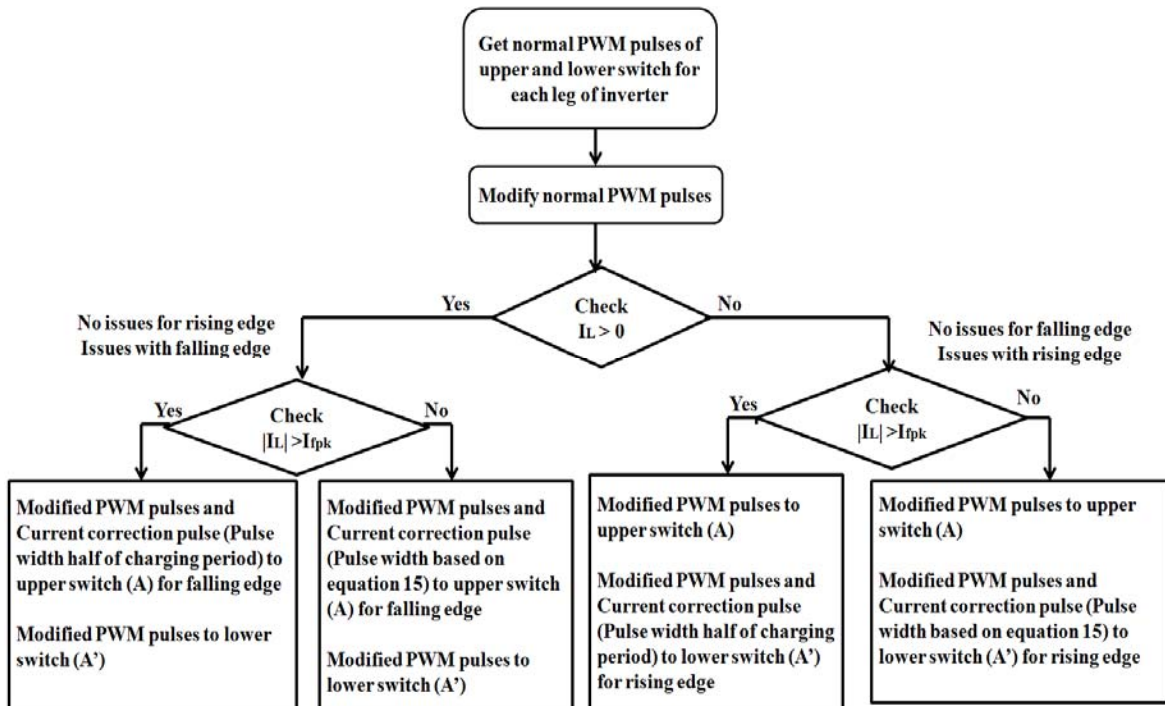 Get normal PWM pulses of
upper and lower switch for
each leg of inverter
Modify normal PWM pulses
Check
IL > 0
Yes
No
No issues for rising edge
Issues with falling edge
No issues for falling edge
Issues with rising edge
Check
|IL| >Ifpk
Yes
No
Check
|IL| >Ifpk
Yes
No
Modified PWM pulses and
Current correction pulse (Pulse
width half of charging period) to
upper switch (A) for falling edge
Modified PWM pulses to lower
switch (A’)
Modified PWM pulses and
Current correction pulse
(Pulse width based on
equation 15) to upper switch
(A) for falling edge
Modified PWM pulses to
lower switch (A’)
Modified PWM pulses to
upper switch (A)
Modified PWM pulses and
Current correction pulse
(Pulse width half of charging
period) to lower switch (A’)
for rising edge
Modified PWM pulses to upper
switch (A)
Modified PWM pulses and
Current correction pulse (Pulse
width based on equation 15) to
lower switch (A’) for rising edge